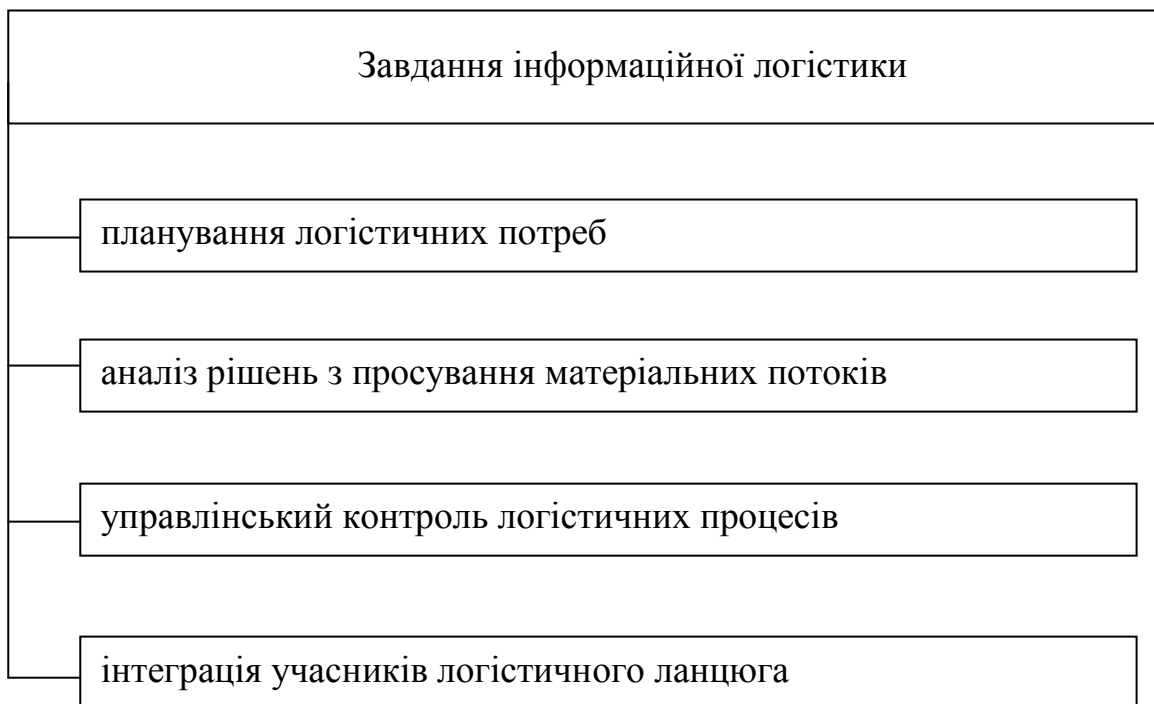 Завдання інформаційної логістики
планування логістичних потреб
аналіз рішень з просування матеріальних потоків
управлінський контроль логістичних процесів
інтеграція учасників логістичного ланцюга